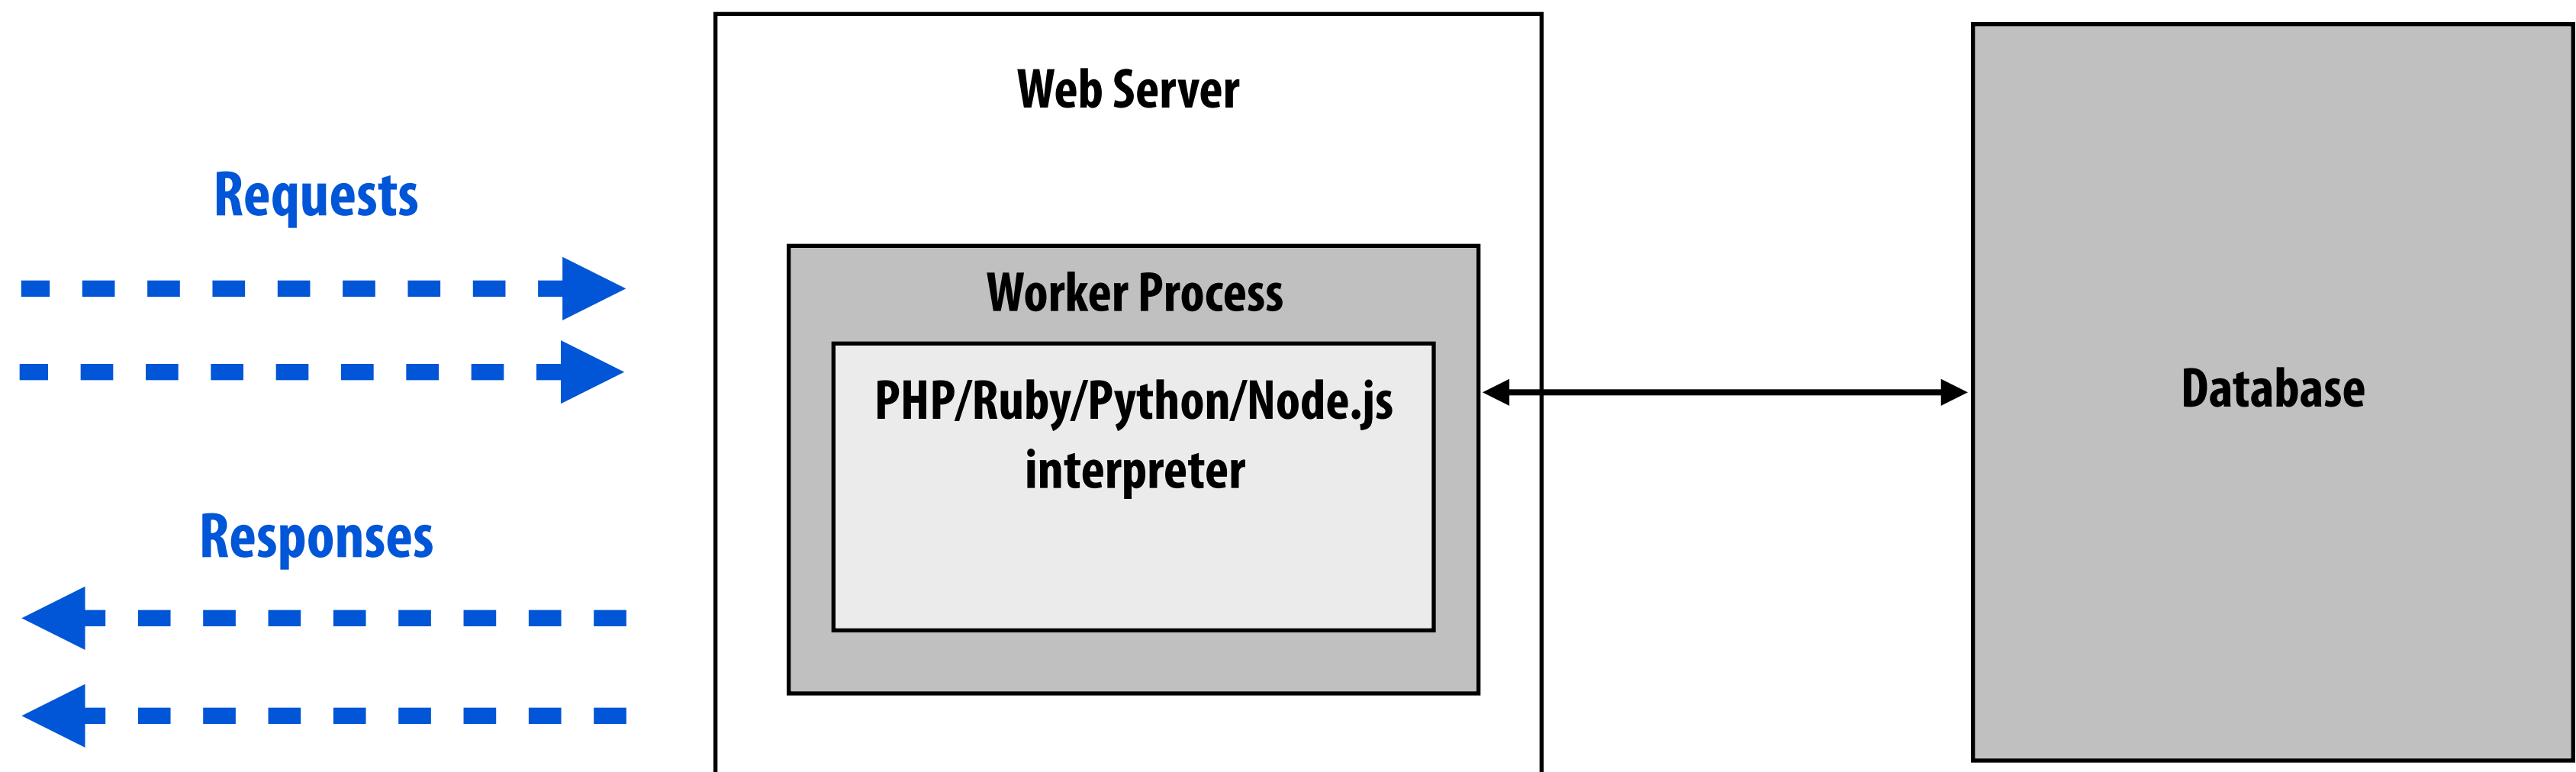 Web Server
Requests
Worker Process
PHP/Ruby/Python/Node.js
interpreter
Database
Responses